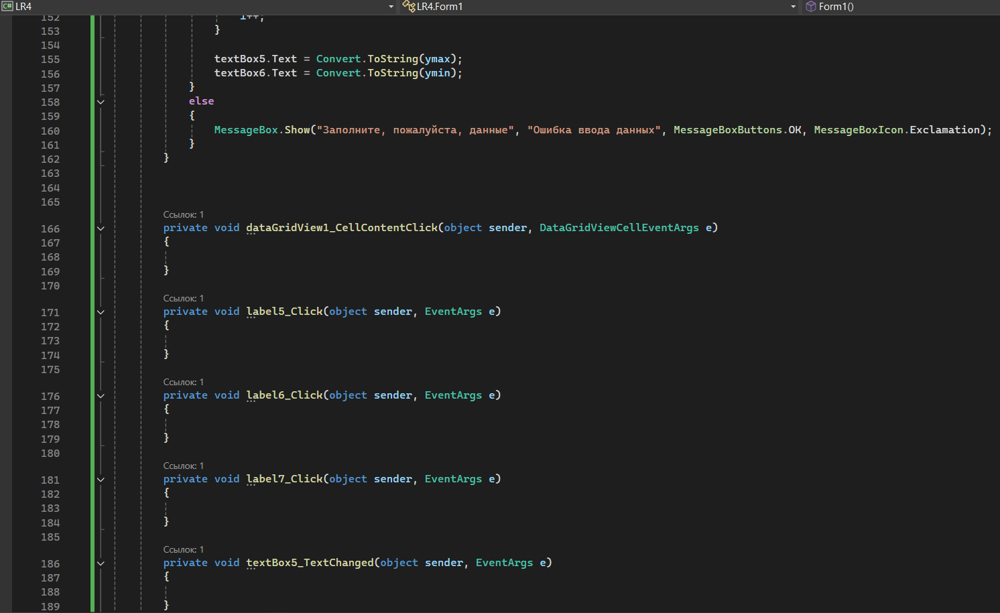 C# LR4 LR4.Form1 Form1()
152 i++;
153 }
154
155 textBox5.Text = Convert.ToString(ymax);
156 textBox6.Text = Convert.ToString(ymin);
157 }
158 else
159 {
160 MessageBox.Show("Заполните, пожалуйста, данные", "Ошибка ввода данных", MessageBoxButtons.OK, MessageBoxIcon.Exclamation);
161 }
162 }
163
164
165
Ссылок: 1
166 private void dataGridView1_CellContentClick(object sender, DataGridViewCellEventArgs e)
167 {
168
169 }
170
Ссылок: 1
171 private void label5_Click(object sender, EventArgs e)
172 {
173
174 }
175
Ссылок: 1
176 private void label6_Click(object sender, EventArgs e)
177 {
178
179 }
180
Ссылок: 1
181 private void label7_Click(object sender, EventArgs e)
182 {
183
184 }
185
Ссылок: 1
186 private void textBox5_TextChanged(object sender, EventArgs e)
187 {
188
189 }